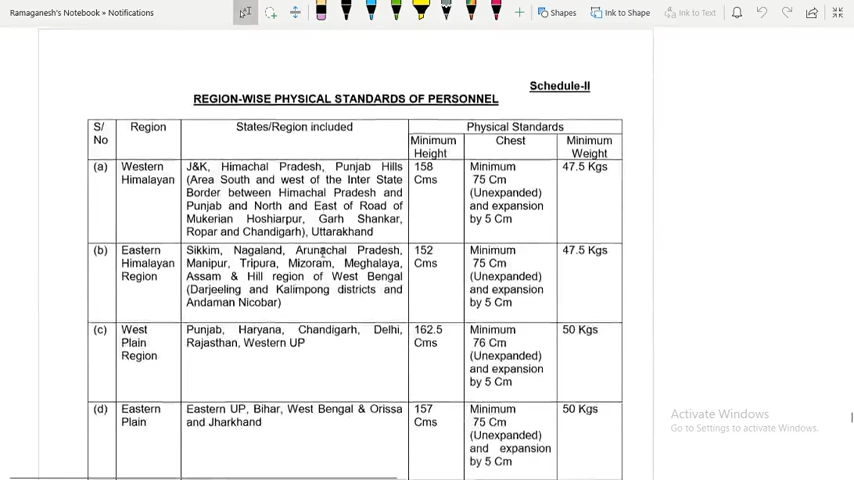 Ramaganesh's Notebook » Notifications
Shapes
Ink to Shape
Ink to Text
Schedule-II
REGION-WISE PHYSICAL STANDARDS OF PERSONNEL
S/ No Region States/Region included Physical Standards
Minimum Height Chest Minimum Weight
(a) Western J&K, Himachal Pradesh, Punjab Hills 158 Minimum 47.5 Kgs
Himalayan (Area South and west of the Inter State Cms 75 Cm
Border between Himachal Pradesh and (Unexpanded)
Punjab and North and East of Road of and expansion
Mukerian Hoshiarpur, Garh Shankar, by 5 Cm
Ropar and Chandigarh), Uttarakhand
(b) Eastern Sikkim, Nagaland, Arunachal Pradesh, 152 Minimum 47.5 Kgs
Himalayan Manipur, Tripura, Mizoram, Meghalaya, Cms 75 Cm
Region Assam & Hill region of West Bengal (Unexpanded)
(Darjeeling and Kalimpong districts and and expansion
Andaman Nicobar) by 5 Cm
(c) West Punjab, Haryana, Chandigarh, Delhi, 162.5 Minimum 50 Kgs
Plain Rajasthan, Western UP Cms 76 Cm
Region (Unexpanded)
and expansion
by 5 Cm
(d) Eastern Eastern UP, Bihar, West Bengal & Orissa 157 Minimum 50 Kgs
Plain and Jharkhand Cms 75 Cm
(Unexpanded)
and expansion
by 5 Cm
Activate Windows
Go to Settings to activate Windows.